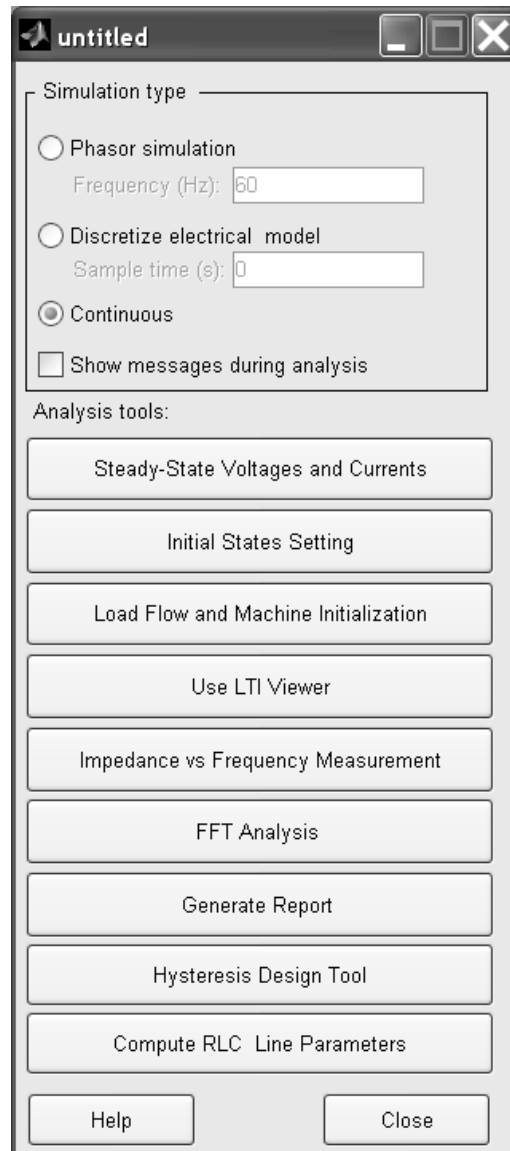 untitled
Simulation type
Phasor simulation
Frequency (Hz): 60
Discretize electrical model
Sample time (s): 0
Continuous
Show messages during analysis
Analysis tools:
Steady-State Voltages and Currents
Initial States Setting
Load Flow and Machine Initialization
Use LTI Viewer
Impedance vs Frequency Measurement
FFT Analysis
Generate Report
Hysteresis Design Tool
Compute RLC Line Parameters
Help Close